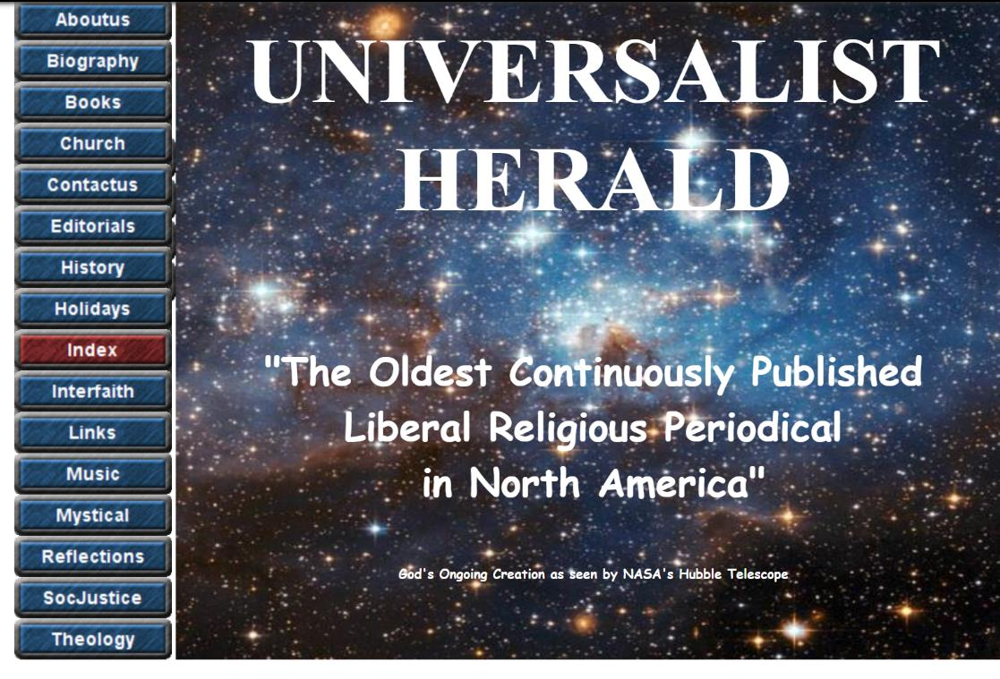 Aboutus
Biography
Books
Church
Contactus
Editorials
History
Holidays
Index
Interfaith
Links
Music
Mystical
Reflections
SocJustice
Theology
UNIVERSALIST
HERALD
"The Oldest Continuously Published
Liberal Religious Periodical
in North America"
God's Ongoing Creation as seen by NASA's Hubble Telescope